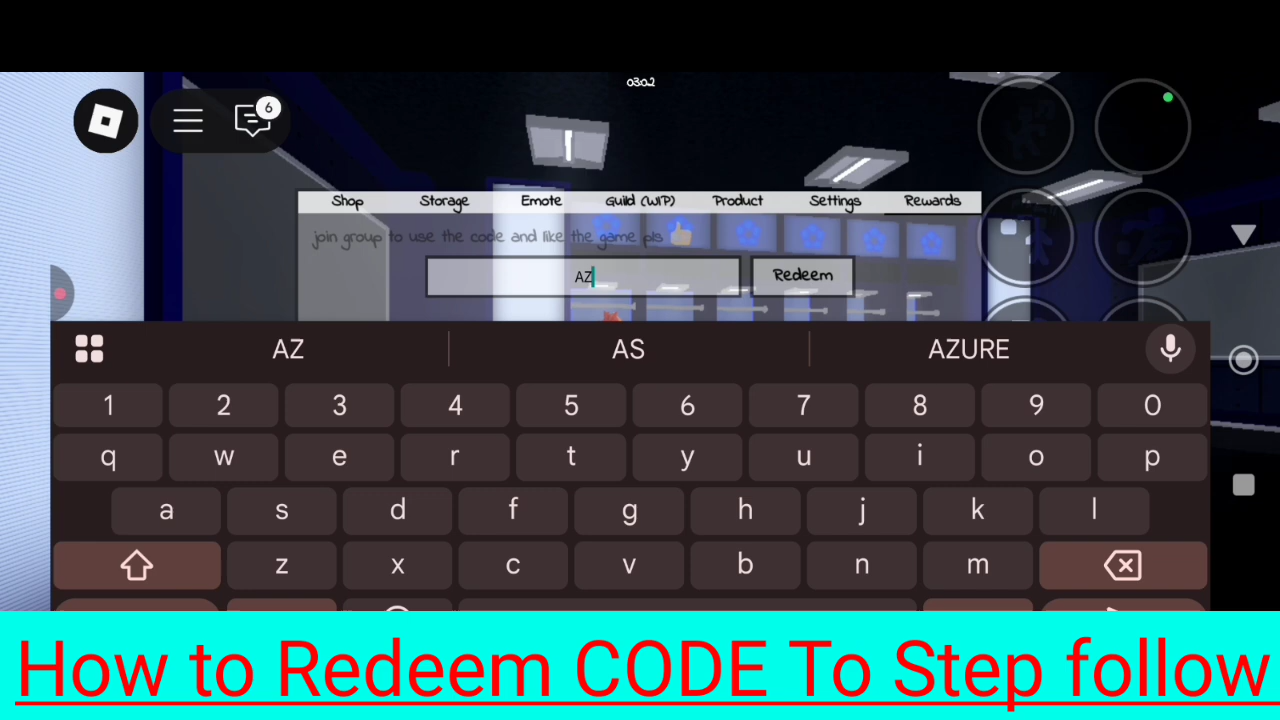 03:02
6
Shop Storage Emote Guild (WIP) Product Settings Rewards
join group to use the code and like the game pls 👍
AZ Redeem
AZ AS AZURE
1 2 3 4 5 6 7 8 9 0
q w e r t y u i o p
a s d f g h j k l
z x c v b n m
How to Redeem CODE To Step follow